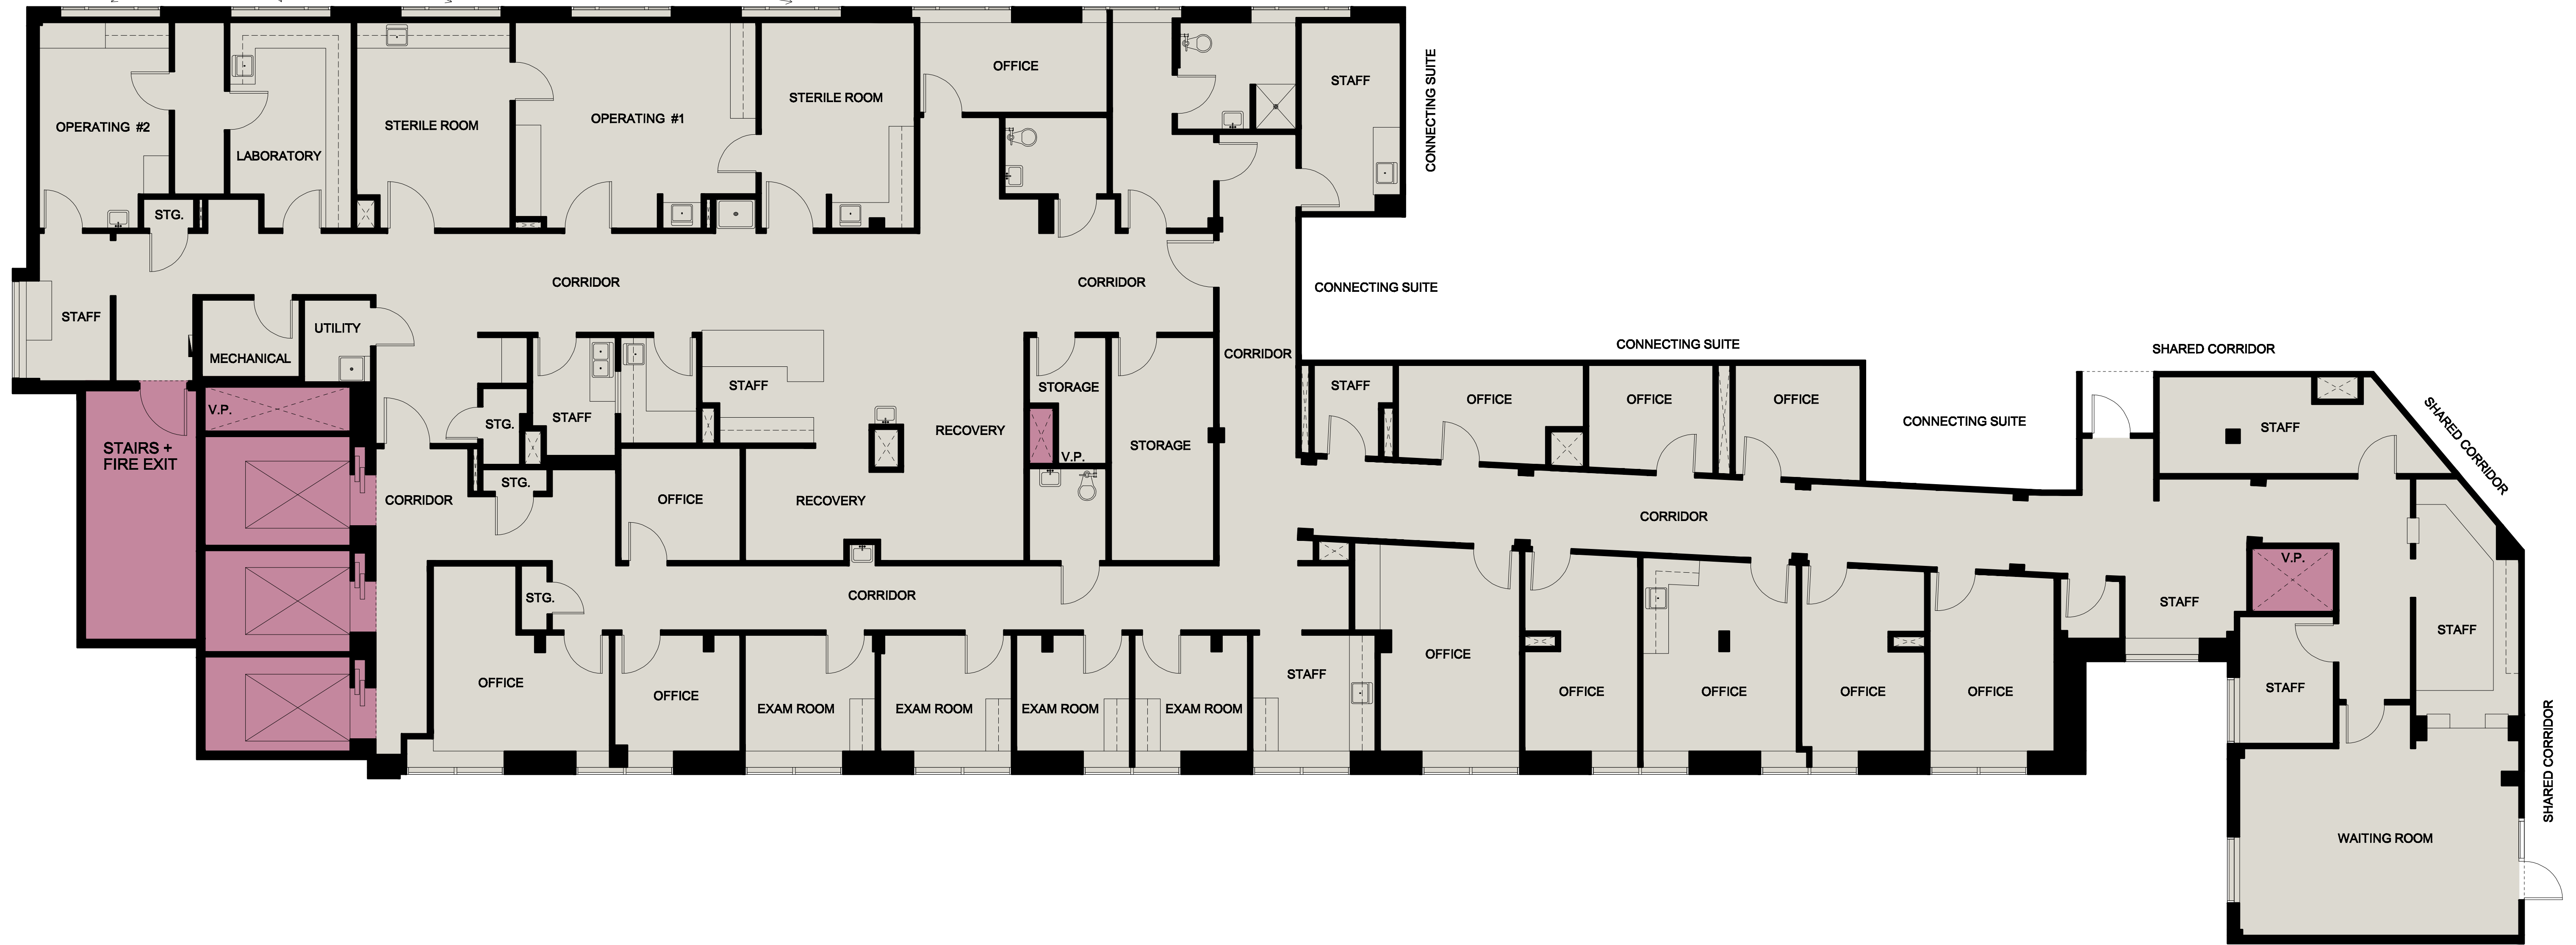 OFFICE
STAFF
CONNECTING SUITE
STERILE ROOM
OPERATING #1
STERILE ROOM
OPERATING #2
LABORATORY
STG.
CORRIDOR
CORRIDOR
CONNECTING SUITE
STAFF
UTILITY
MECHANICAL
CORRIDOR
CONNECTING SUITE
SHARED CORRIDOR
STAFF
STORAGE
STAFF
OFFICE
OFFICE
OFFICE
V.P.
STAFF
STG.
RECOVERY
STORAGE
CONNECTING SUITE
STAFF
SHARED CORRIDOR
STAIRS +
FIRE EXIT
V.P.
STG.
CORRIDOR
OFFICE
RECOVERY
CORRIDOR
V.P.
STG.
CORRIDOR
STAFF
STAFF
OFFICE
OFFICE
EXAM ROOM
EXAM ROOM
EXAM ROOM
EXAM ROOM
STAFF
OFFICE
OFFICE
OFFICE
OFFICE
OFFICE
STAFF
SHARED CORRIDOR
WAITING ROOM